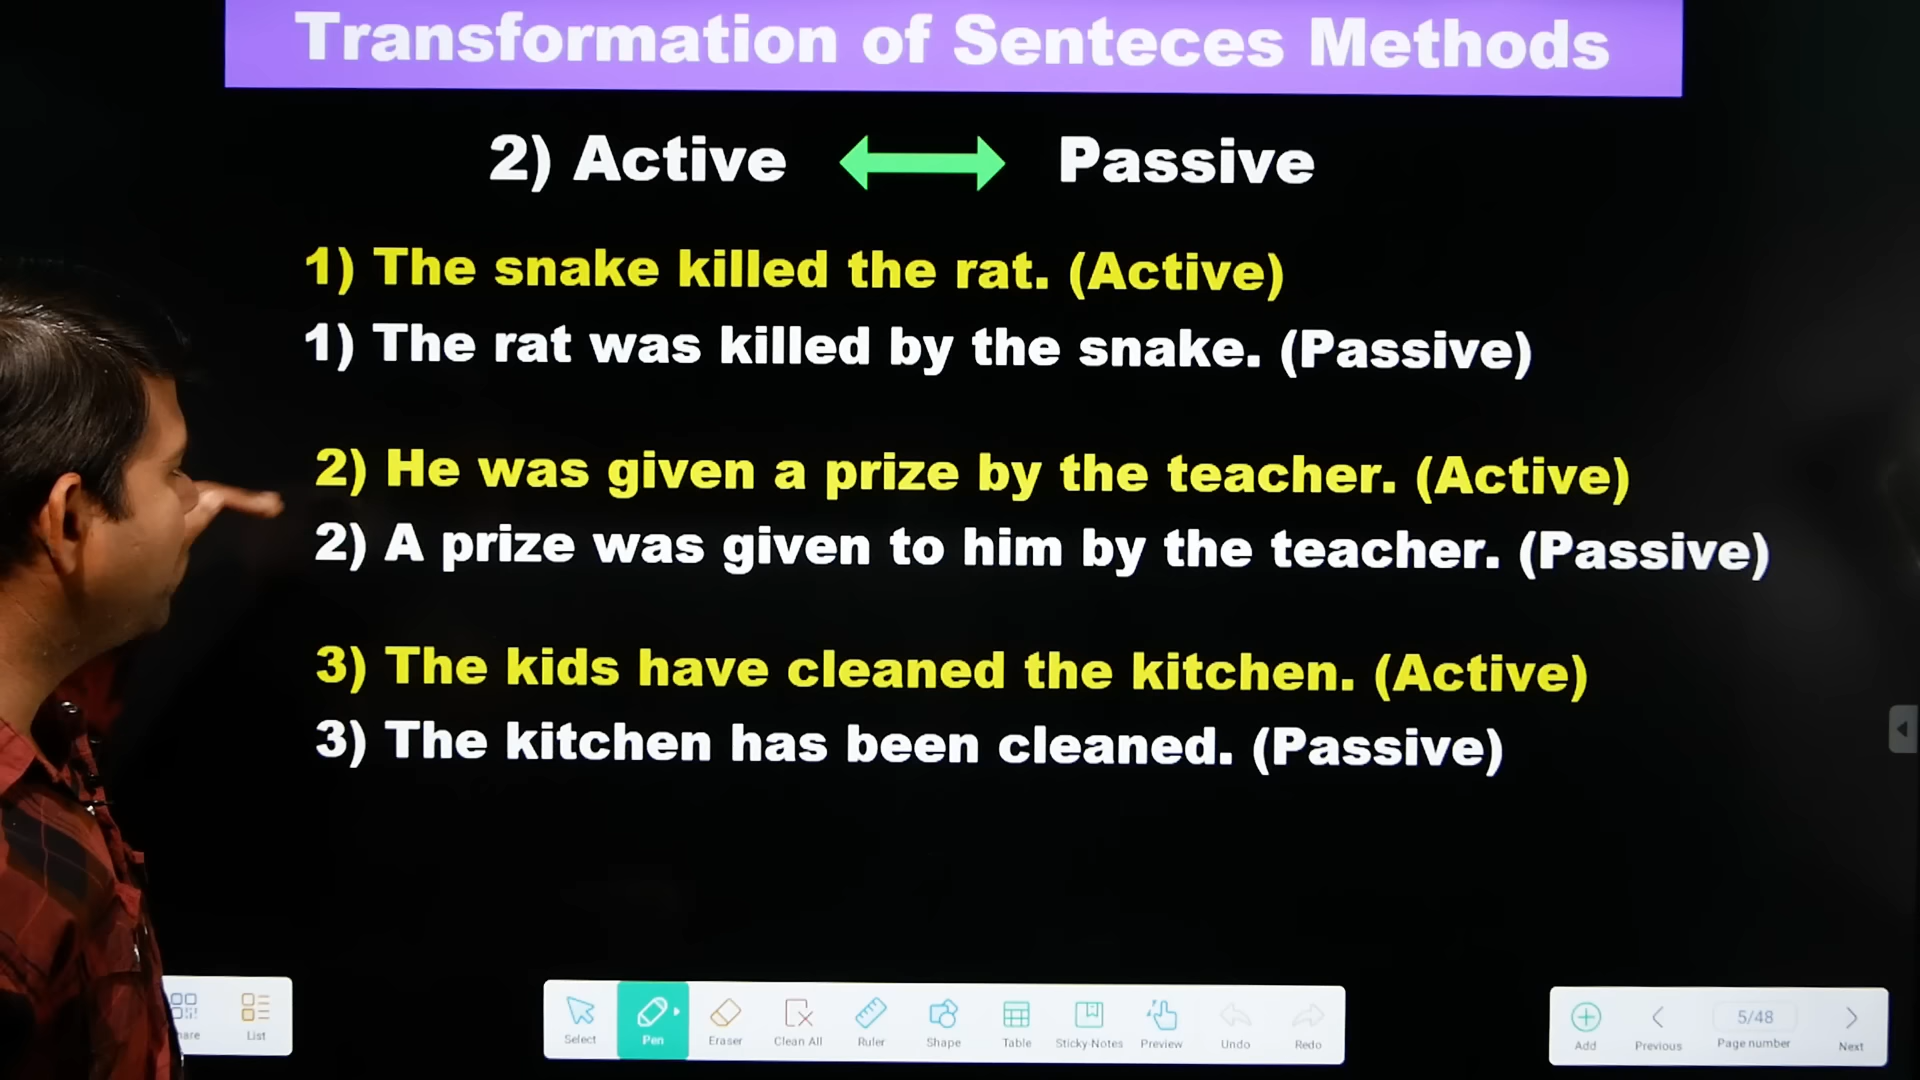 Transformation of Senteces Methods
2) Active Passive
1) The snake killed the rat. (Active)
1) The rat was killed by the snake. (Passive)
2) He was given a prize by the teacher. (Active)
2) A prize was given to him by the teacher. (Passive)
3) The kids have cleaned the kitchen. (Active)
3) The kitchen has been cleaned. (Passive)
List
Select Pen Eraser Clean All Ruler Shape Table Sticky Notes Preview Undo Redo
5/48
Add Previous Page number Next